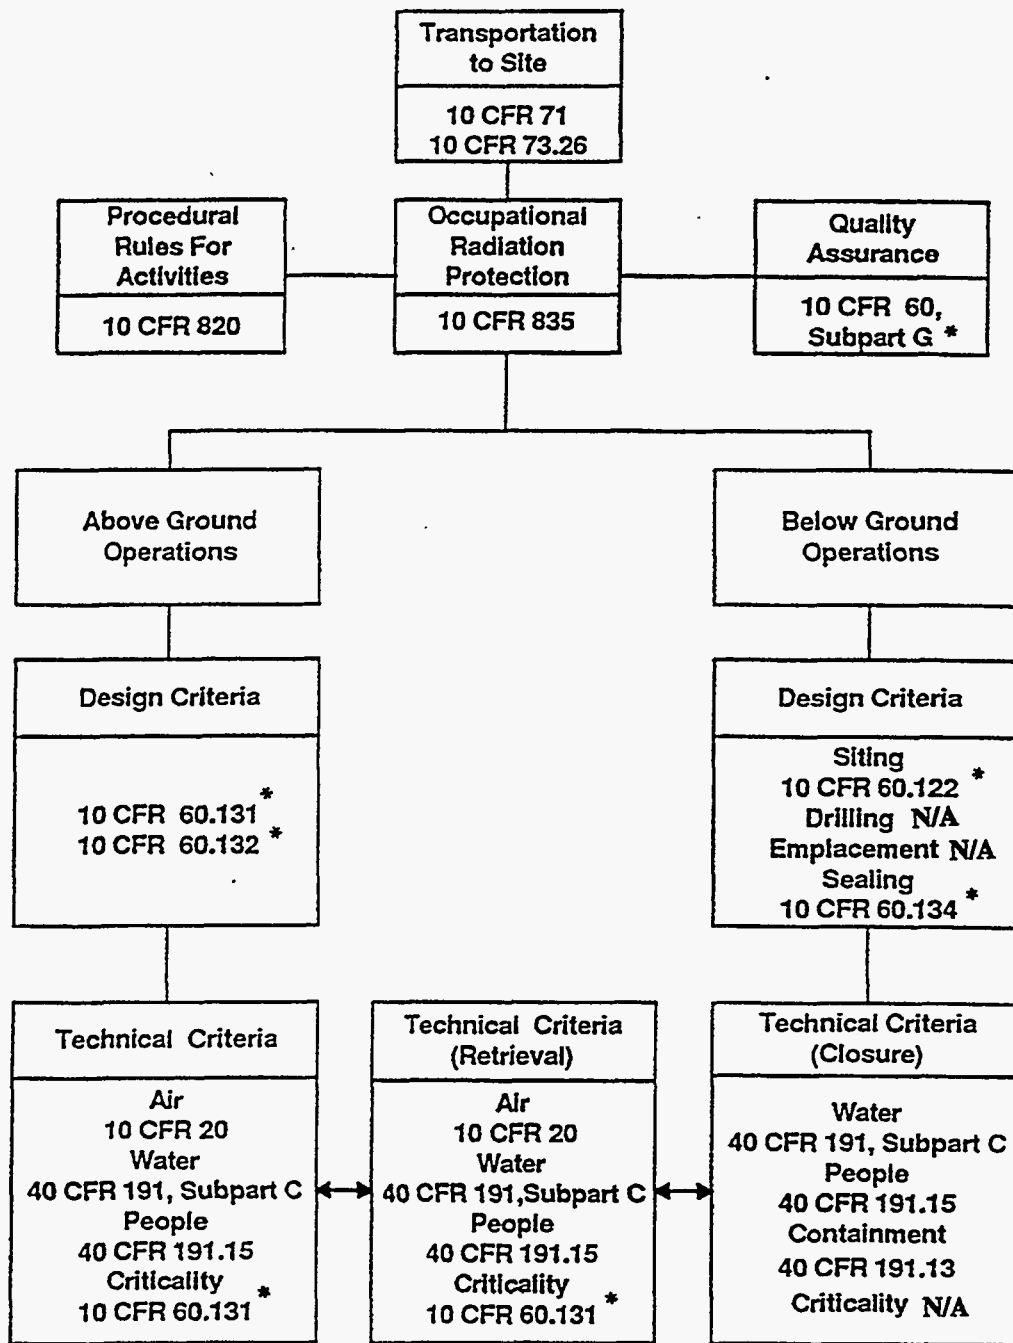 Transportation
to Site
10 CFR 71
10 CFR 73.26
Procedural
Rules For
Activities
10 CFR 820
Occupational
Radiation
Protection
10 CFR 835
Quality
Assurance
10 CFR 60,
Subpart G *
Above Ground
Operations
Below Ground
Operations
Design Criteria
10 CFR 60.131 *
10 CFR 60.132 *
Design Criteria
Siting
10 CFR 60.122 *
Drilling N/A
Emplacement N/A
Sealing
10 CFR 60.134 *
Technical Criteria
Air
10 CFR 20
Water
40 CFR 191, Subpart C
People
40 CFR 191.15
Criticality
10 CFR 60.131 *
Technical Criteria
(Retrieval)
Air
10 CFR 20
Water
40 CFR 191,Subpart C
People
40 CFR 191.15
Criticality
10 CFR 60.131 *
Technical Criteria
(Closure)
Water
40 CFR 191, Subpart C
People
40 CFR 191.15
Containment
40 CFR 191.13
Criticality N/A